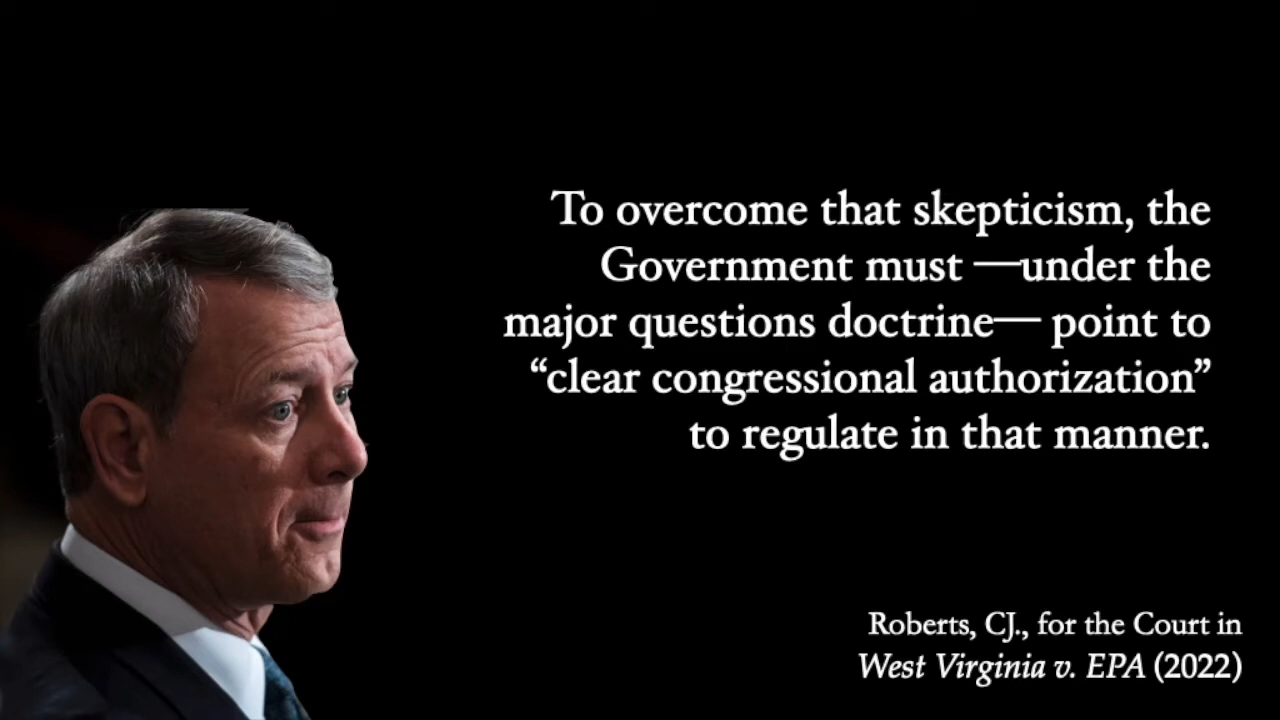 To overcome that skepticism, the
Government must —under the
major questions doctrine— point to
“clear congressional authorization”
to regulate in that manner.
Roberts, CJ., for the Court in
West Virginia v. EPA (2022)